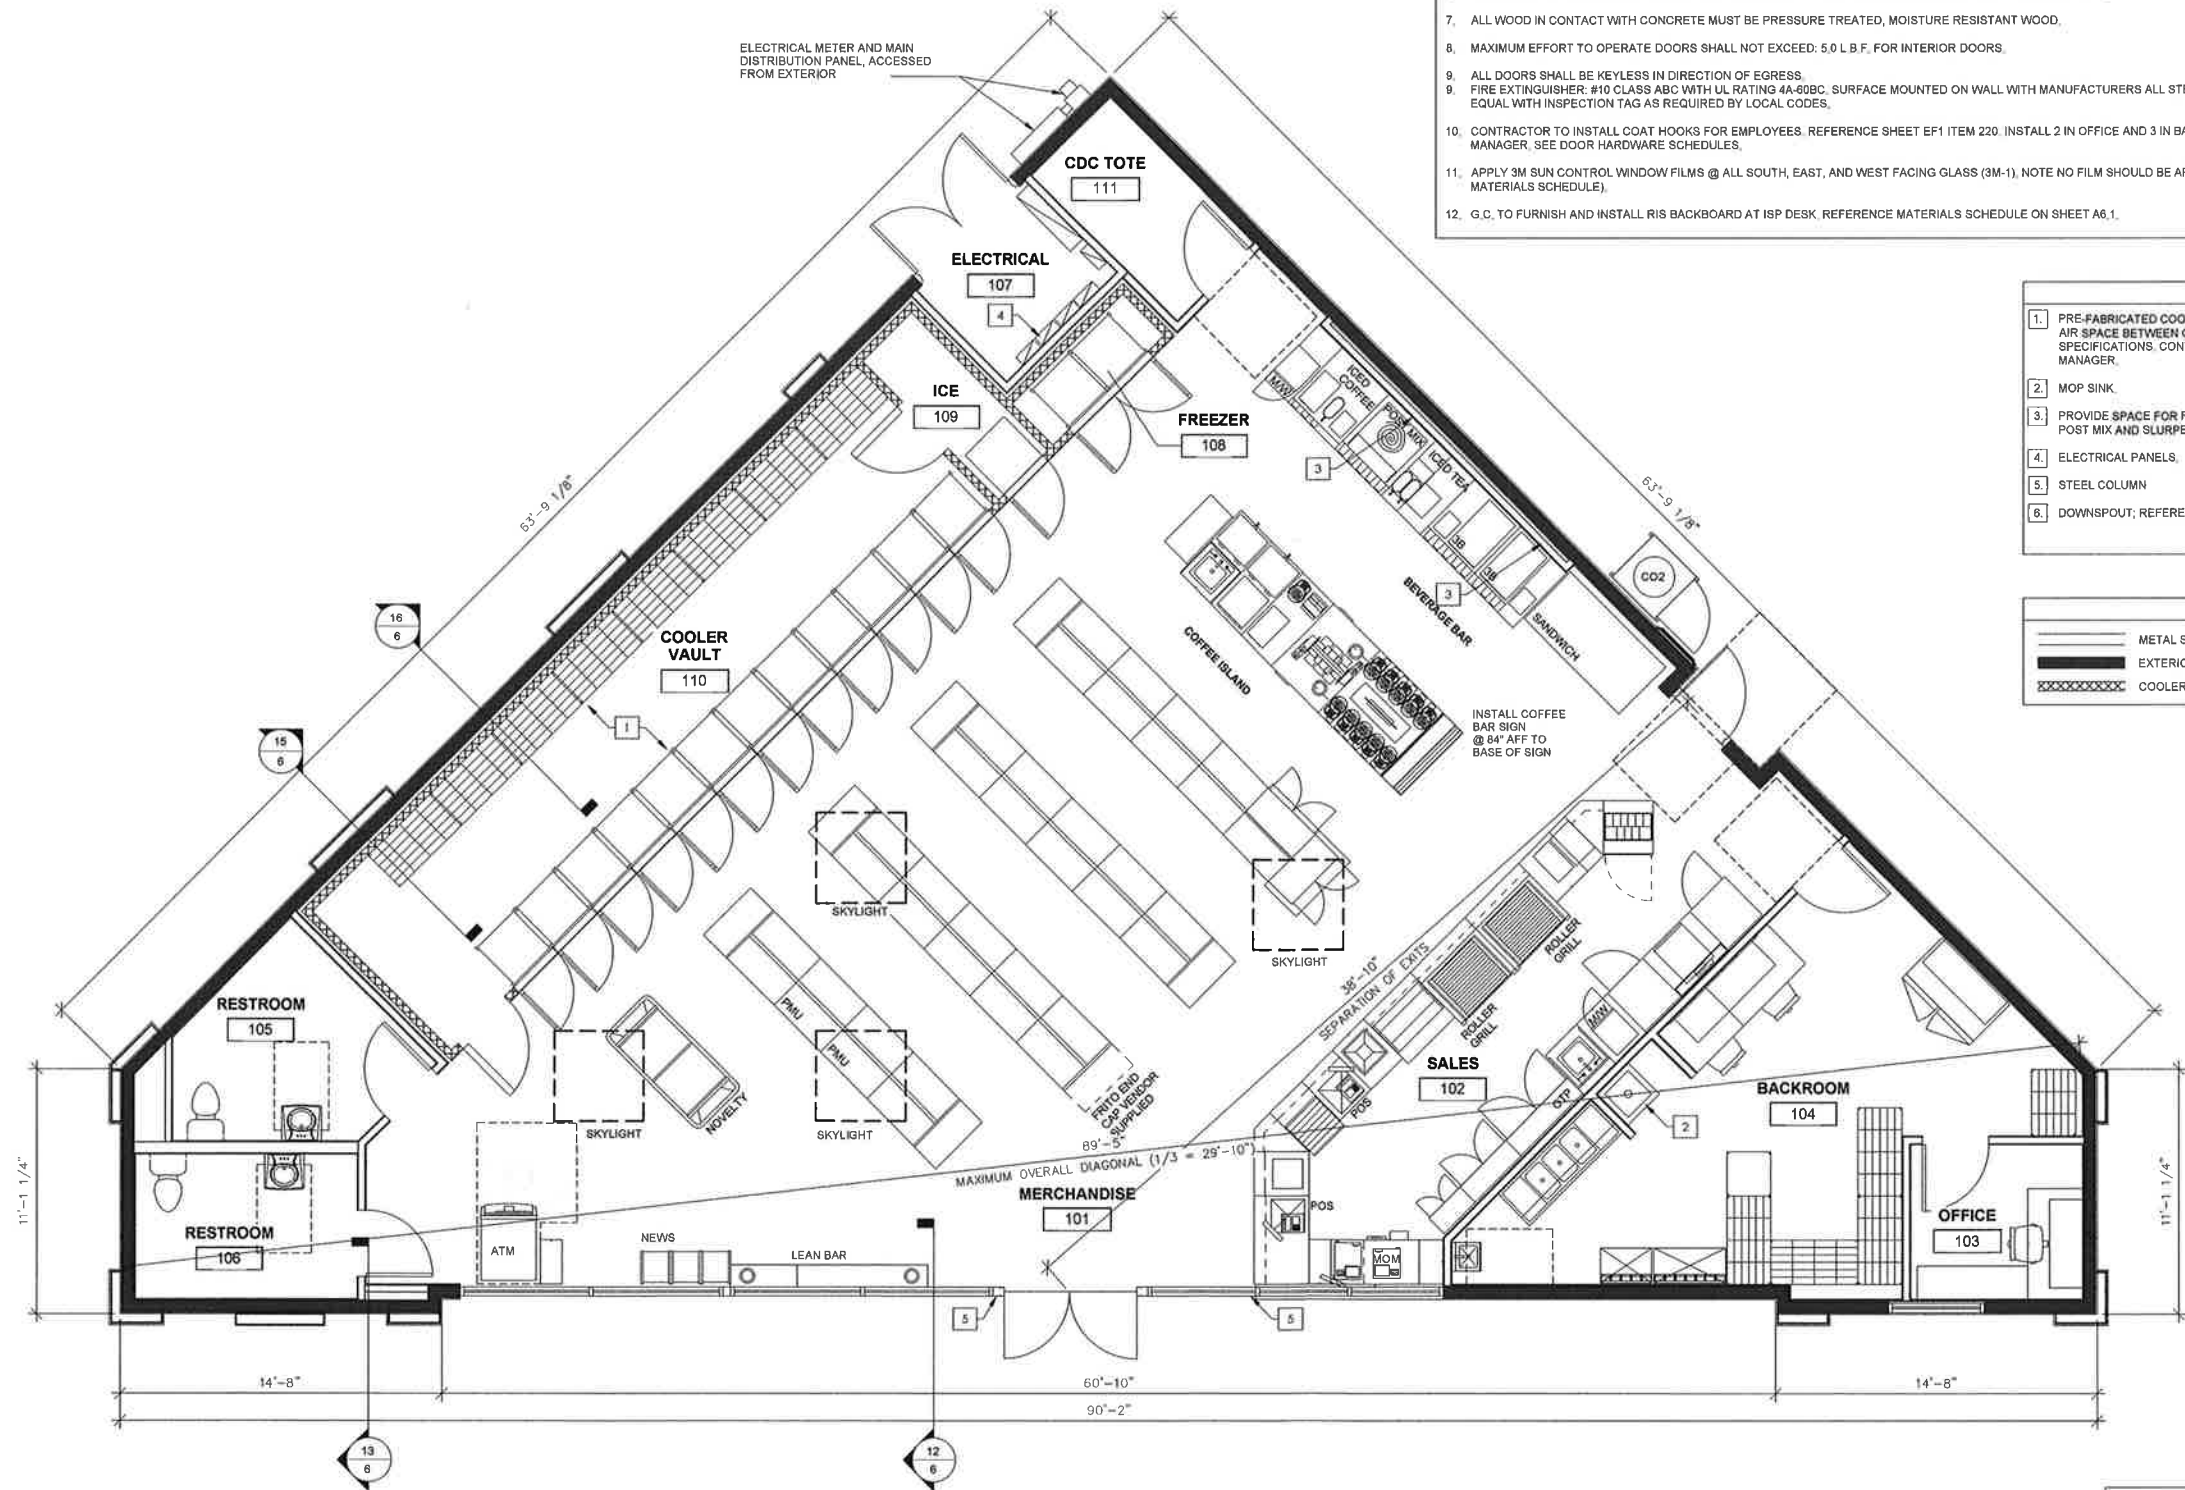 7. ALL WOOD IN CONTACT WITH CONCRETE MUST BE PRESSURE TREATED, MOISTURE RESISTANT WOOD.
8. MAXIMUM EFFORT TO OPERATE DOORS SHALL NOT EXCEED: 5.0 L.B.F. FOR INTERIOR DOORS.
9. ALL DOORS SHALL BE KEYLESS IN DIRECTION OF EGRESS.
9. FIRE EXTINGUISHER: #10 CLASS ABC WITH UL RATING 4A-60BC, SURFACE MOUNTED ON WALL WITH MANUFACTURERS ALL
EQUAL WITH INSPECTION TAG AS REQUIRED BY LOCAL CODES.
10. CONTRACTOR TO INSTALL COAT HOOKS FOR EMPLOYEES. REFERENCE SHEET EF1 ITEM 220. INSTALL 2 IN OFFICE AND 3 IN
MANAGER. SEE DOOR HARDWARE SCHEDULES.
11. APPLY 3M SUN CONTROL WINDOW FILMS @ ALL SOUTH, EAST, AND WEST FACING GLASS (3M-1). NOTE NO FILM SHOULD BE
MATERIALS SCHEDULE).
12. G.C. TO FURNISH AND INSTALL RIS BACKBOARD AT ISP DESK. REFERENCE MATERIALS SCHEDULE ON SHEET A6.1.
ELECTRICAL METER AND MAIN
DISTRIBUTION PANEL, ACCESSED
FROM EXTERIOR
1. PRE-FABRICATED
AIR SPACE BETWEEN
SPECIFICATIONS.
MANAGER.
2. MOP SINK.
3. PROVIDE SPACE FOR
POST MIX AND
4. ELECTRICAL PANELS.
5. STEEL COLUMN
6. DOWNSPOUT;
METAL
CDC TOTE
111
ELECTRICAL
107
4
ICE
109
FREEZER
108
M/W
ICED
COFFEE
POST MIX
ICED TEA
3
3B
3B
3
BEVERAGE BAR
SANDWICH
COFFEE ISLAND
CO2
63'-9 1/8"
63'-9 1/8"
16
6
15
6
COOLER
VAULT
110
1
INSTALL COFFEE
BAR SIGN
@ 84" AFF TO
BASE OF SIGN
SKYLIGHT
SKYLIGHT
38'-10"
SEPARATION OF EXITS
ROLLER
GRILL
ROLLER
GRILL
M/W
RESTROOM
105
PMU
PMU
NOVELTY
SKYLIGHT
SKYLIGHT
FRITO END
CAP VENDOR
SUPPLIED
SALES
102
POS
OTP
2
BACKROOM
104
89'-5"
MAXIMUM OVERALL DIAGONAL (1/3 = 29'-10")
MERCHANDISE
101
POS
MOM
OFFICE
103
RESTROOM
106
ATM
NEWS
LEAN BAR
11'-1 1/4"
11'-1 1/4"
5
5
14'-8"
60'-10"
14'-8"
90'-2"
13
6
12
6